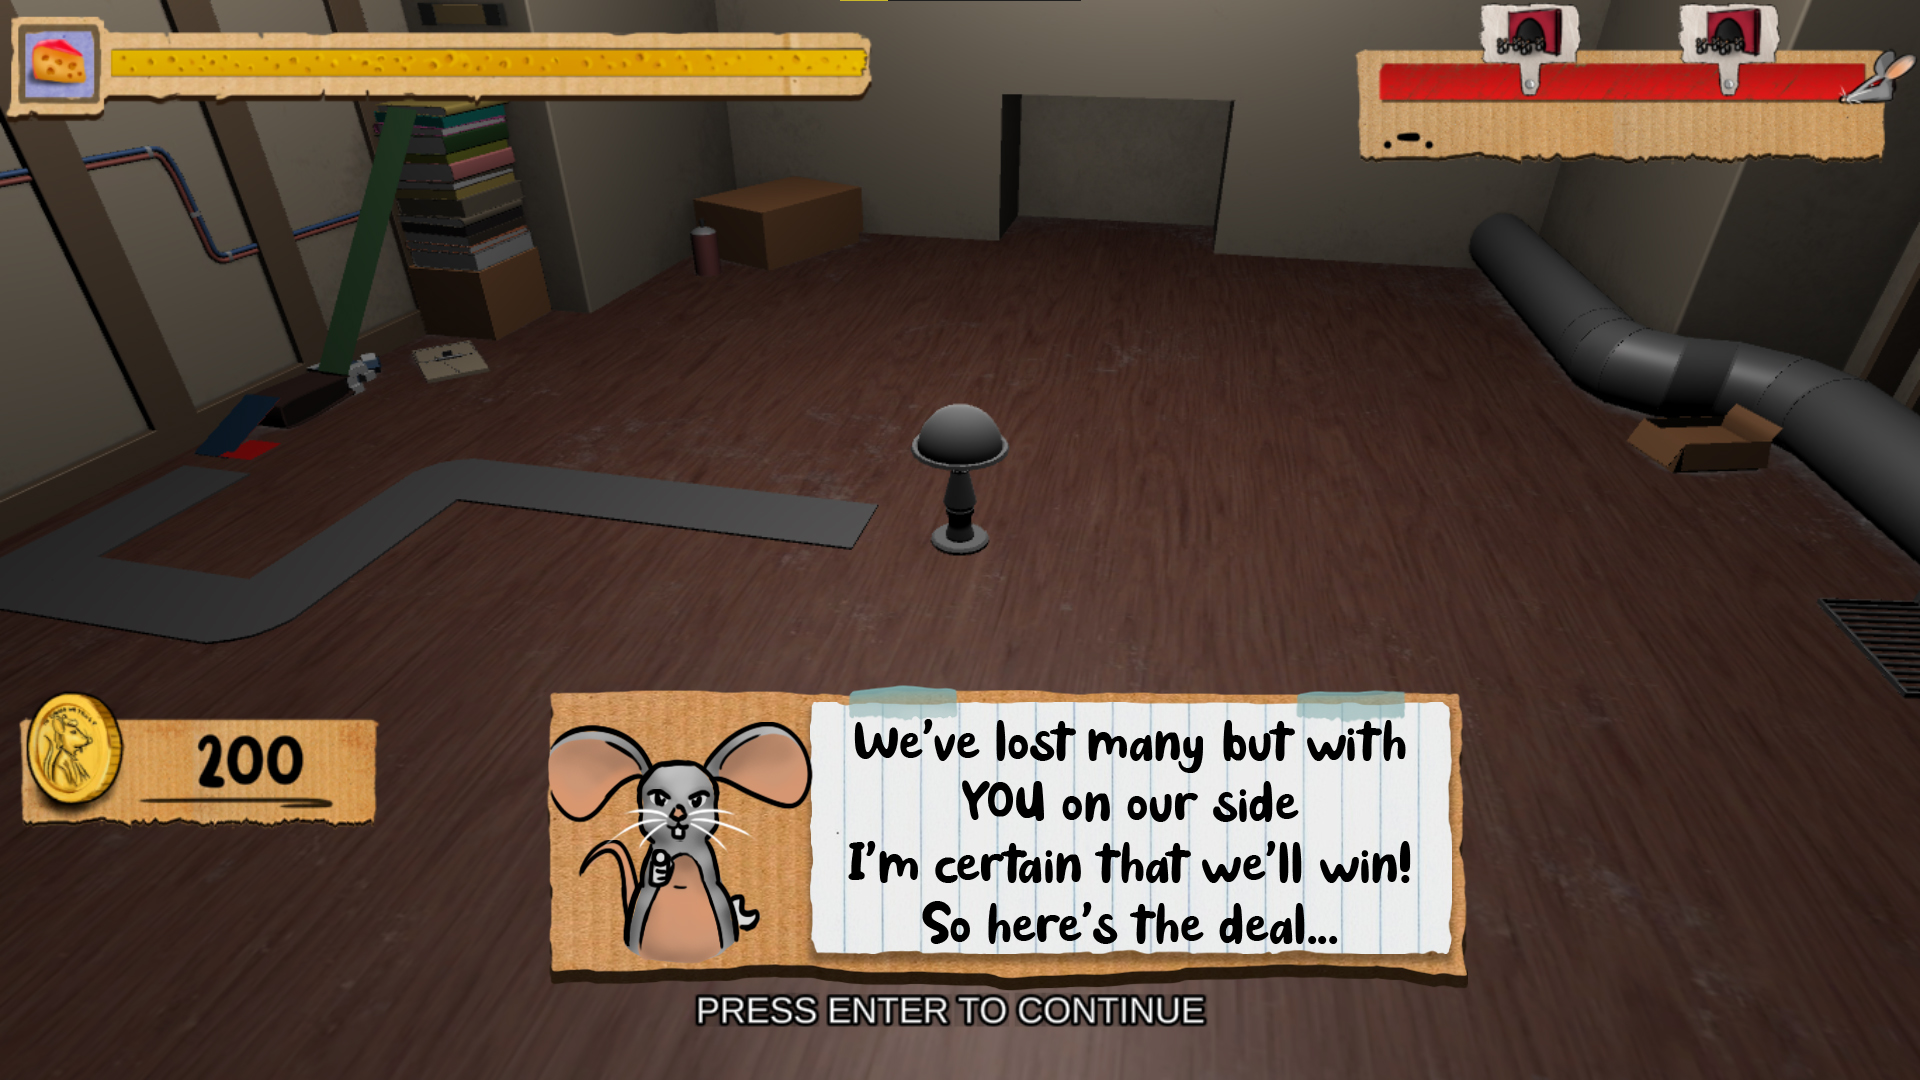 200
We've lost many but with
YOU on our side
I'm certain that we'll win!
So here's the deal...
PRESS ENTER TO CONTINUE